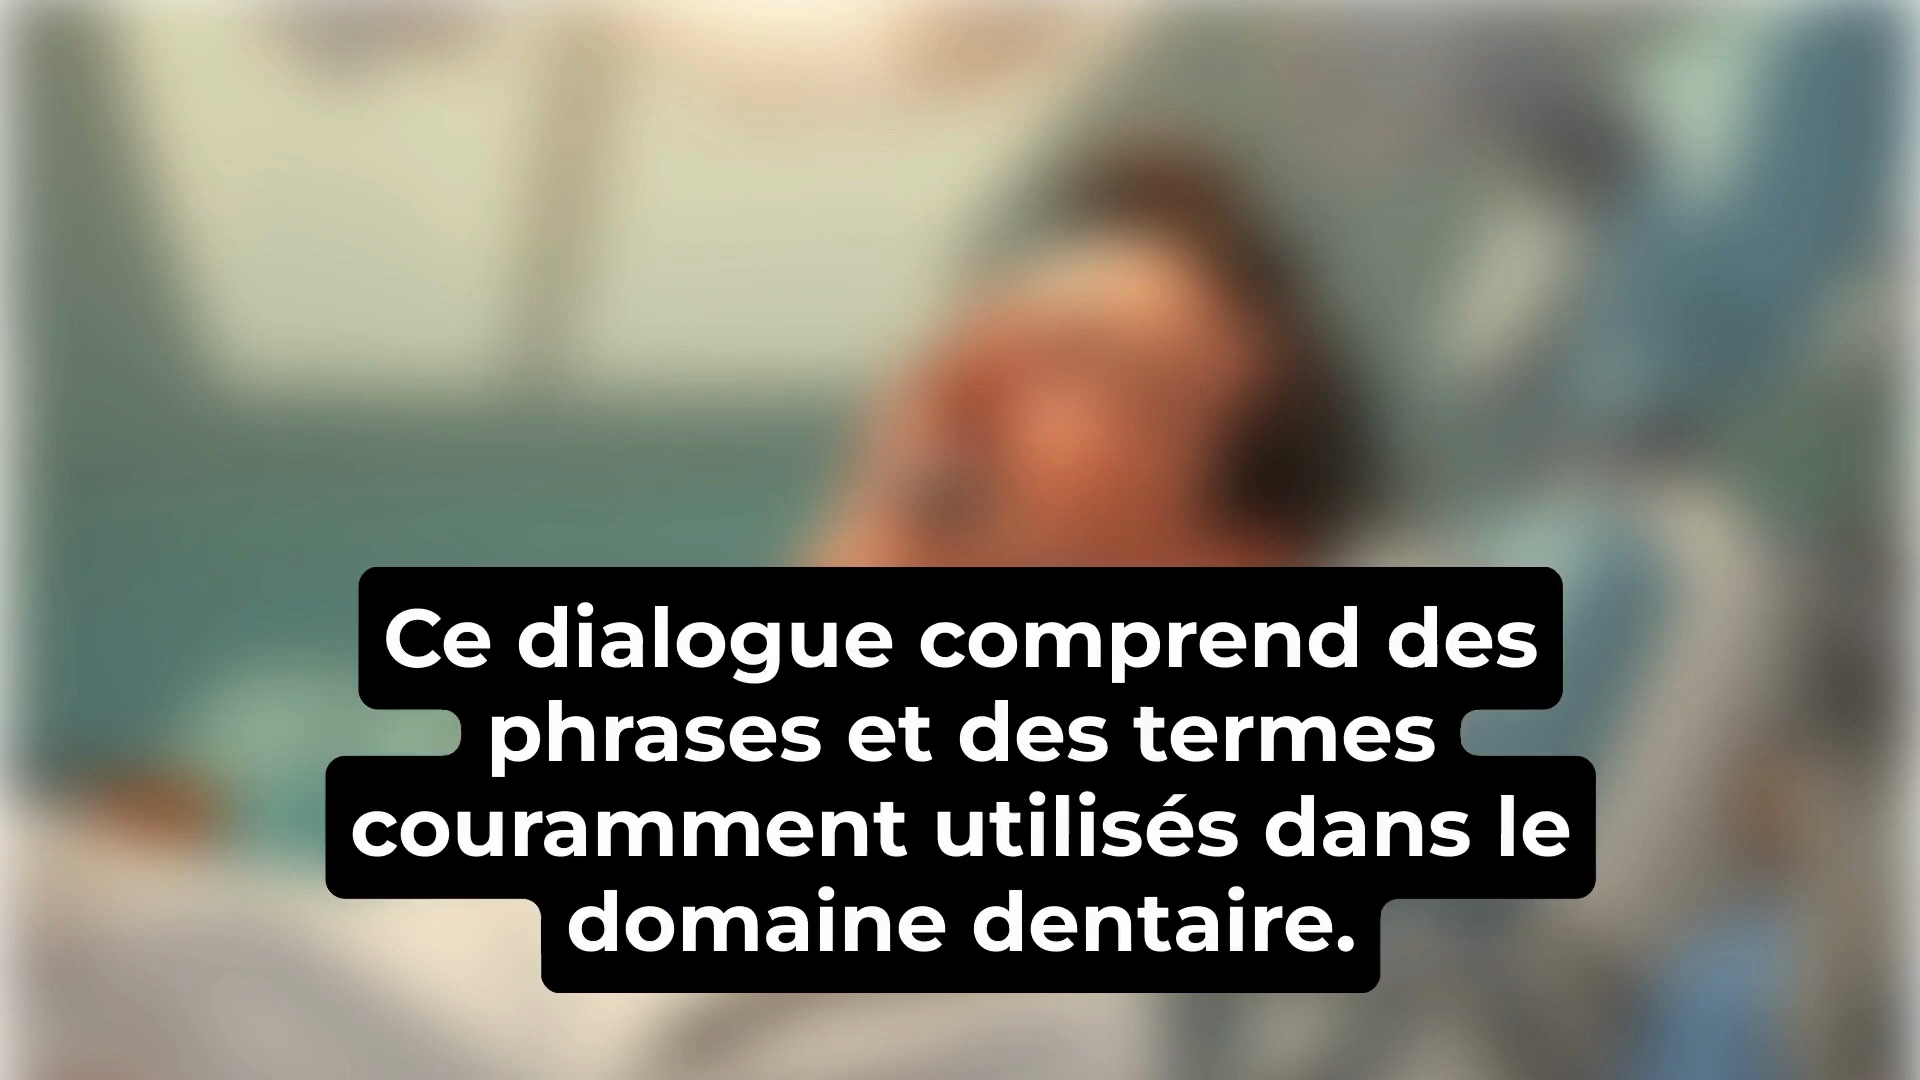 Ce dialogue comprend des
phrases et des termes
couramment utilisés dans le
domaine dentaire.